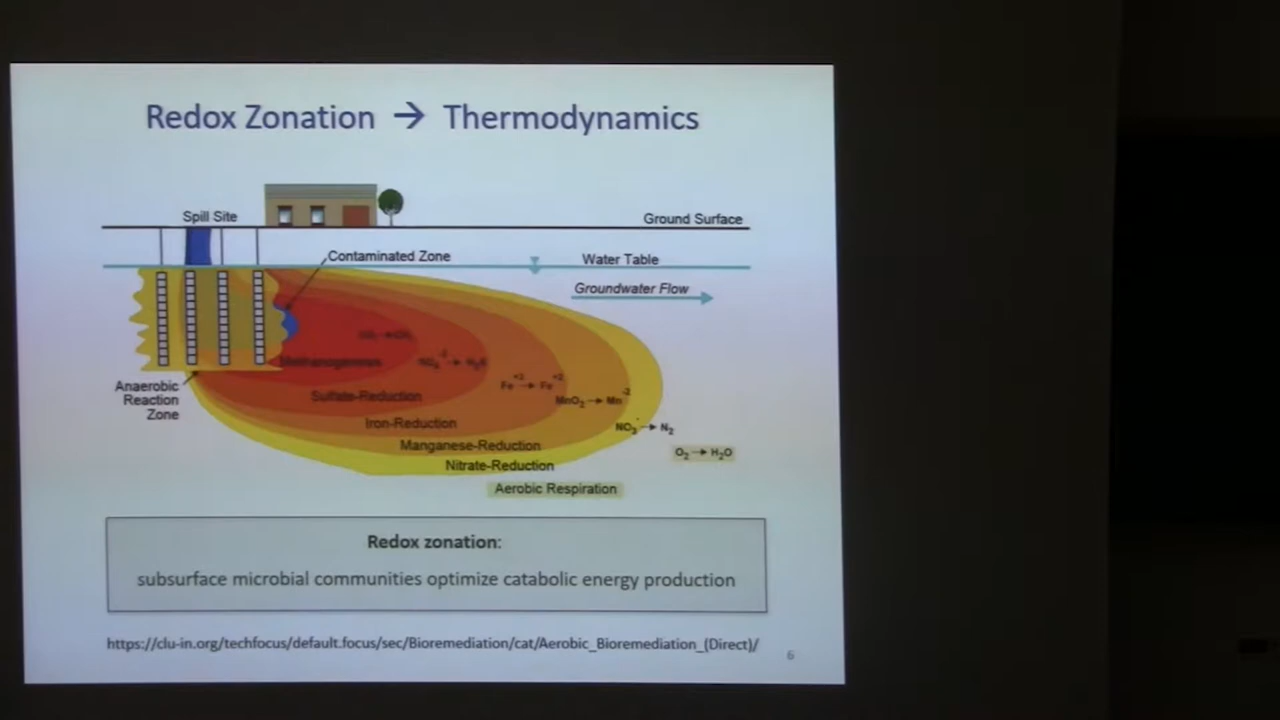 Redox Zonation → Thermodynamics
Spill Site
Ground Surface
Contaminated Zone
Water Table
Groundwater Flow
Methanogenesis
Fe⁺³→Fe⁺²
Anaerobic
Reaction
Zone
Sulfate-Reduction
MnO₂→Mn⁺²
Iron-Reduction
NO₃⁻→N₂
Manganese-Reduction
O₂→H₂O
Nitrate-Reduction
Aerobic Respiration
Redox zonation:
subsurface microbial communities optimize catabolic energy production
https://clu-in.org/techfocus/default.focus/sec/Bioremediation/cat/Aerobic_Bioremediation_(Direct)/
6